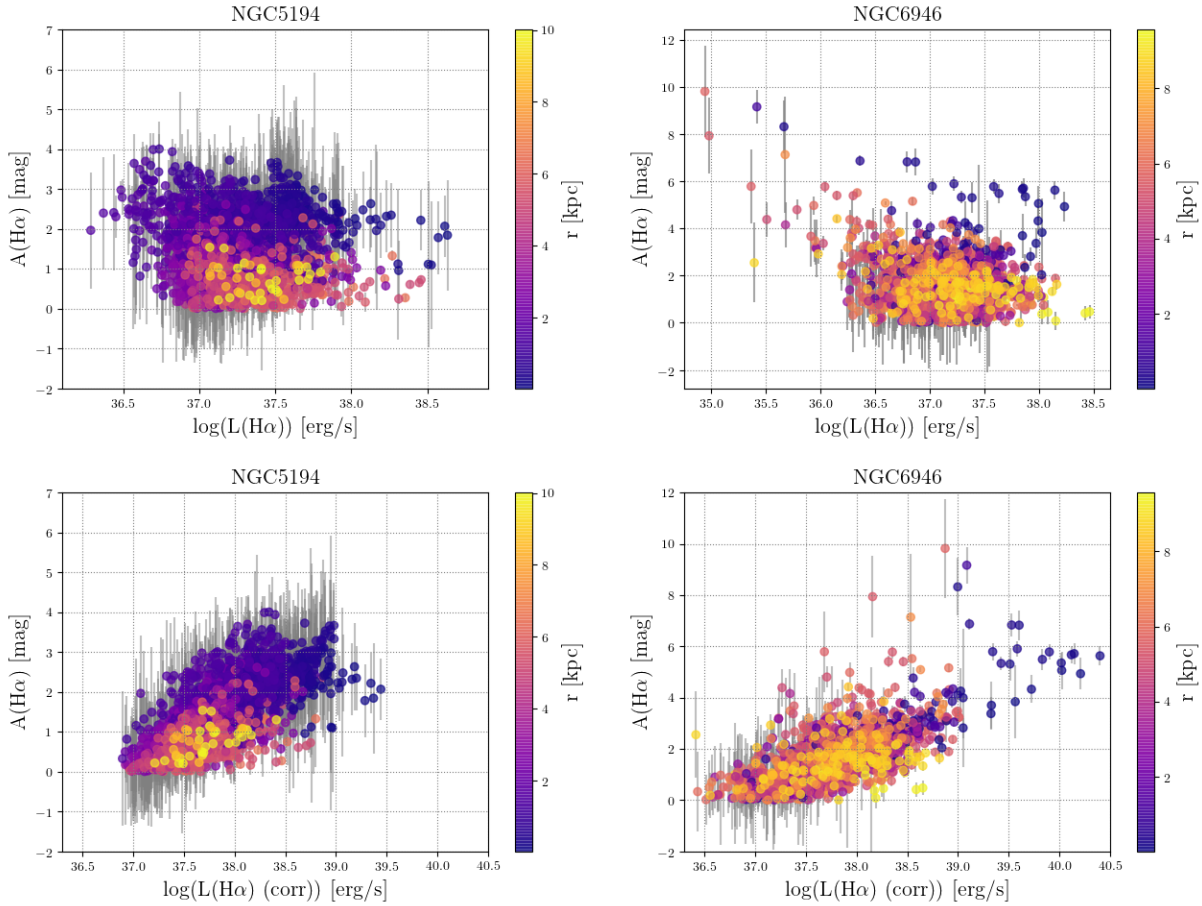 NGC5194
7
6
5
4
3
2
1
0
−1
−2
A(Hα) [mag]
36.5 37.0 37.5 38.0 38.5
log(L(Hα)) [erg/s]
10
8
6
4
2
r [kpc]
NGC6946
12
10
8
6
4
2
0
−2
A(Hα) [mag]
35.0 35.5 36.0 36.5 37.0 37.5 38.0 38.5
log(L(Hα)) [erg/s]
8
6
4
2
r [kpc]
NGC5194
7
6
5
4
3
2
1
0
−1
−2
A(Hα) [mag]
36.5 37.0 37.5 38.0 38.5 39.0 39.5 40.0 40.5
log(L(Hα) (corr)) [erg/s]
10
8
6
4
2
r [kpc]
NGC6946
12
10
8
6
4
2
0
−2
A(Hα) [mag]
36.5 37.0 37.5 38.0 38.5 39.0 39.5 40.0 40.5
log(L(Hα) (corr)) [erg/s]
8
6
4
2
r [kpc]